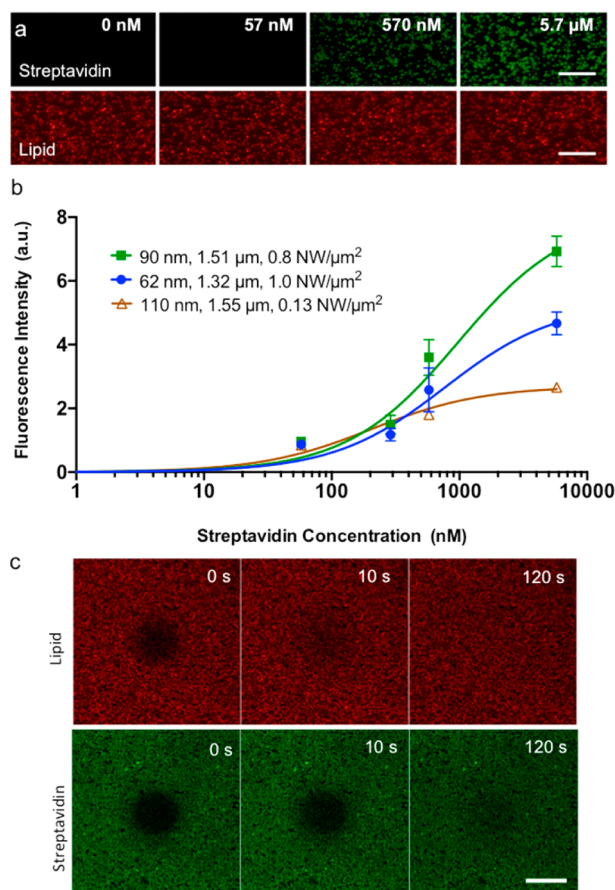 a
0 nM 57 nM 570 nM 5.7 µM
Streptavidin
Lipid
b
8
6
4
2
0
Fluorescence Intensity (a.u.)
90 nm, 1.51 µm, 0.8 NW/µm²
62 nm, 1.32 µm, 1.0 NW/µm²
110 nm, 1.55 µm, 0.13 NW/µm²
1 10 100 1000 10000
Streptavidin Concentration (nM)
c
Lipid
0 s 10 s 120 s
Streptavidin
0 s 10 s 120 s